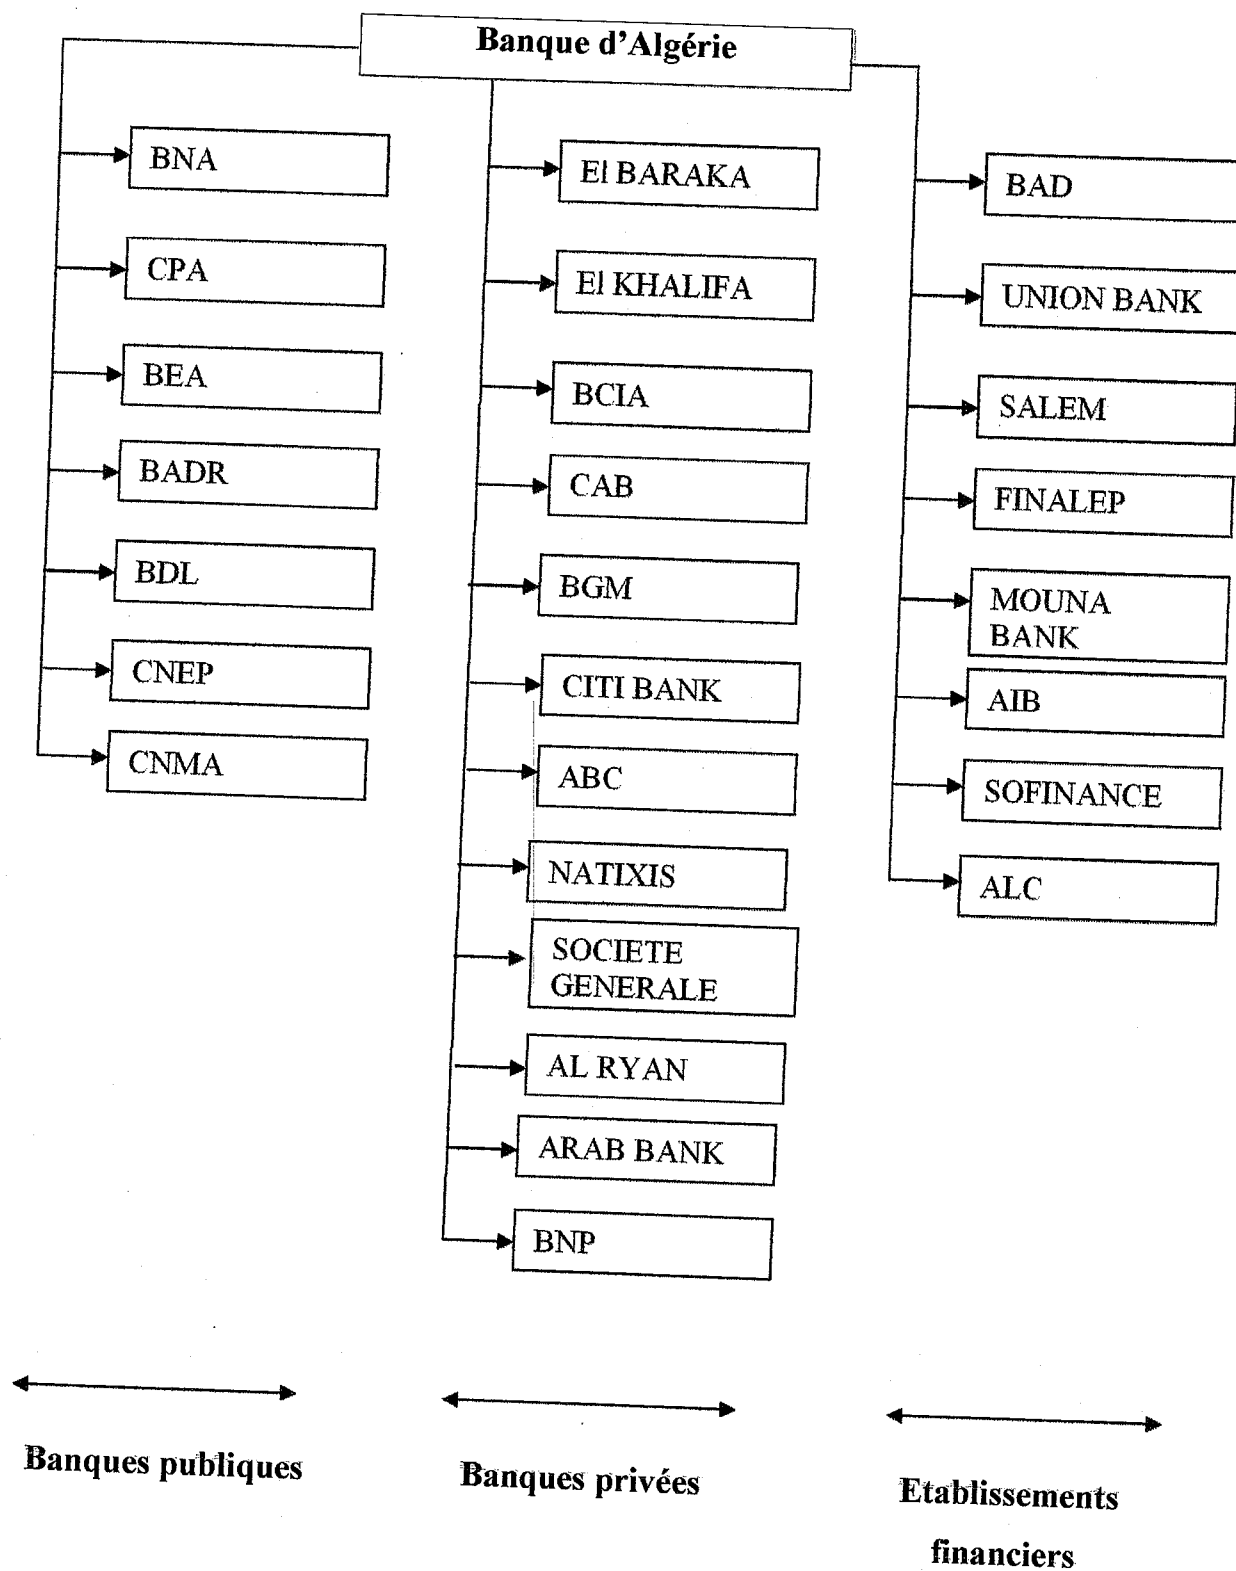 Banque d'Algérie
BNA
CPA
BEA
BADR
BDL
CNEP
CNMA
El BARAKA
El KHALIFA
BCIA
CAB
BGM
CITI BANK
ABC
NATIXIS
SOCIETE
GENERALE
AL RYAN
ARAB BANK
BNP
BAD
UNION BANK
SALEM
FINALEP
MOUNA
BANK
AIB
SOFINANCE
ALC
Banques publiques
Banques privées
Etablissements
financiers